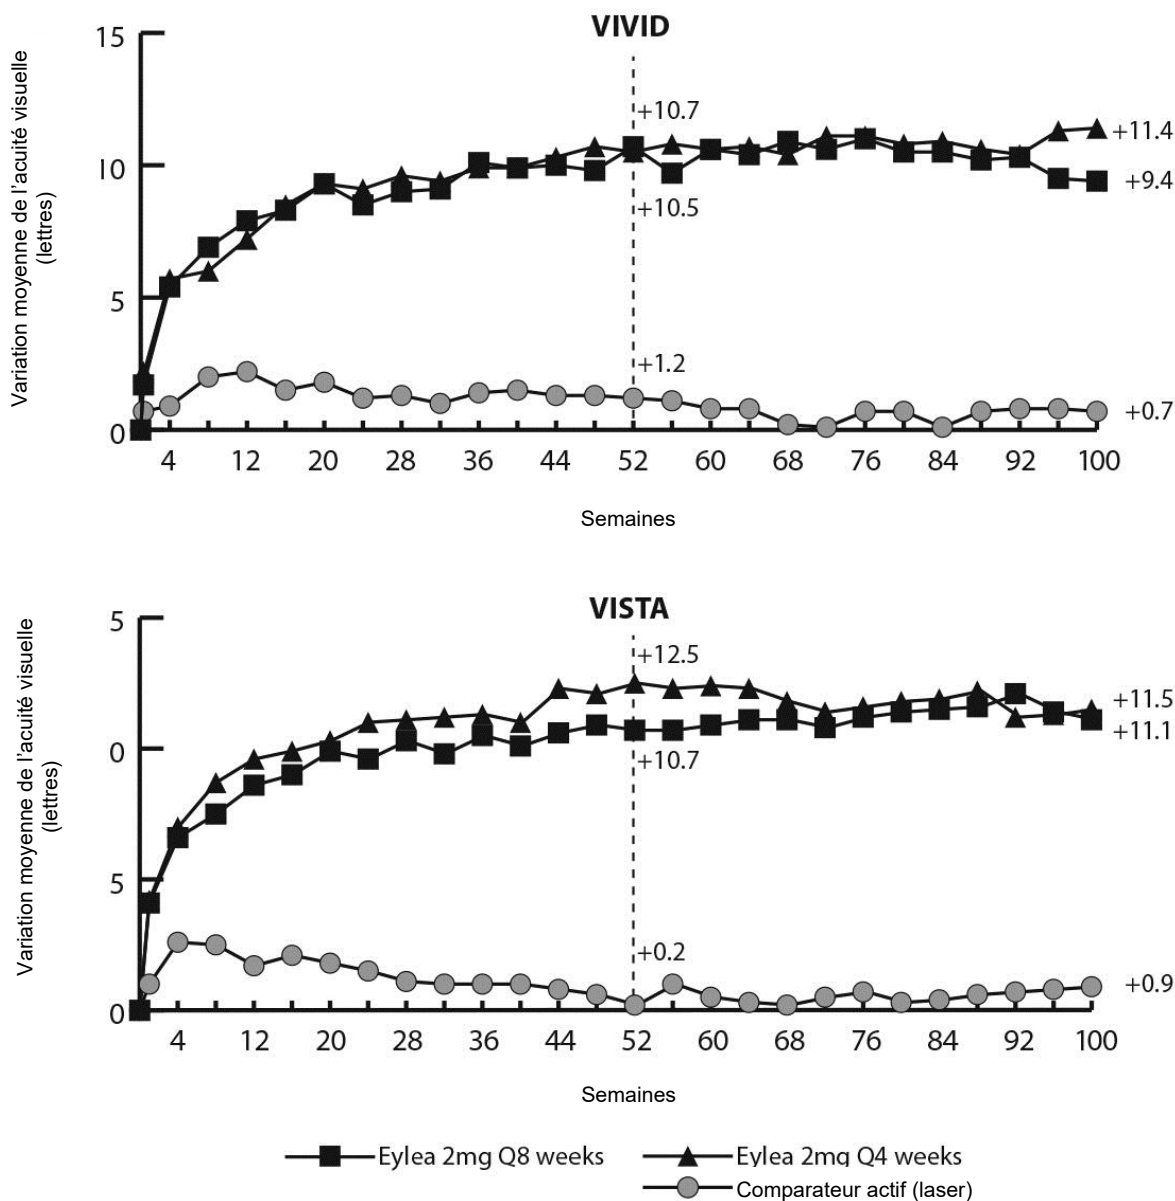 VIVID
Variation moyenne de l'acuité visuelle
(lettres)
15
10
5
0
+10.7
+10.5
+1.2
+11.4
+9.4
+0.7
4 12 20 28 36 44 52 60 68 76 84 92 100
Semaines
VISTA
Variation moyenne de l'acuité visuelle
(lettres)
5
0
5
0
+12.5
+10.7
+0.2
+11.5
+11.1
+0.9
4 12 20 28 36 44 52 60 68 76 84 92 100
Semaines
Eylea 2mg Q8 weeks Eylea 2mg Q4 weeks
Comparateur actif (laser)